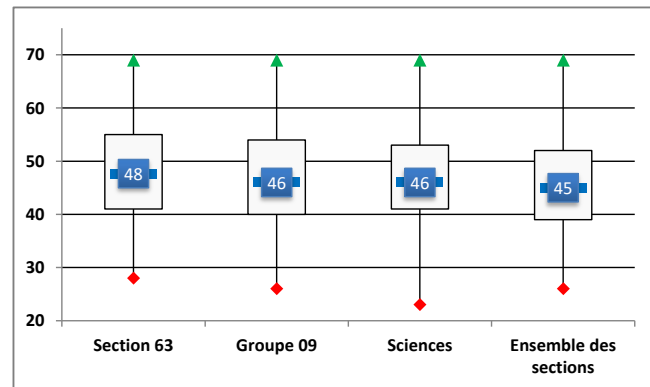 70
60
50
40
30
20
48
46
46
45
Section 63
Groupe 09
Sciences
Ensemble des
sections